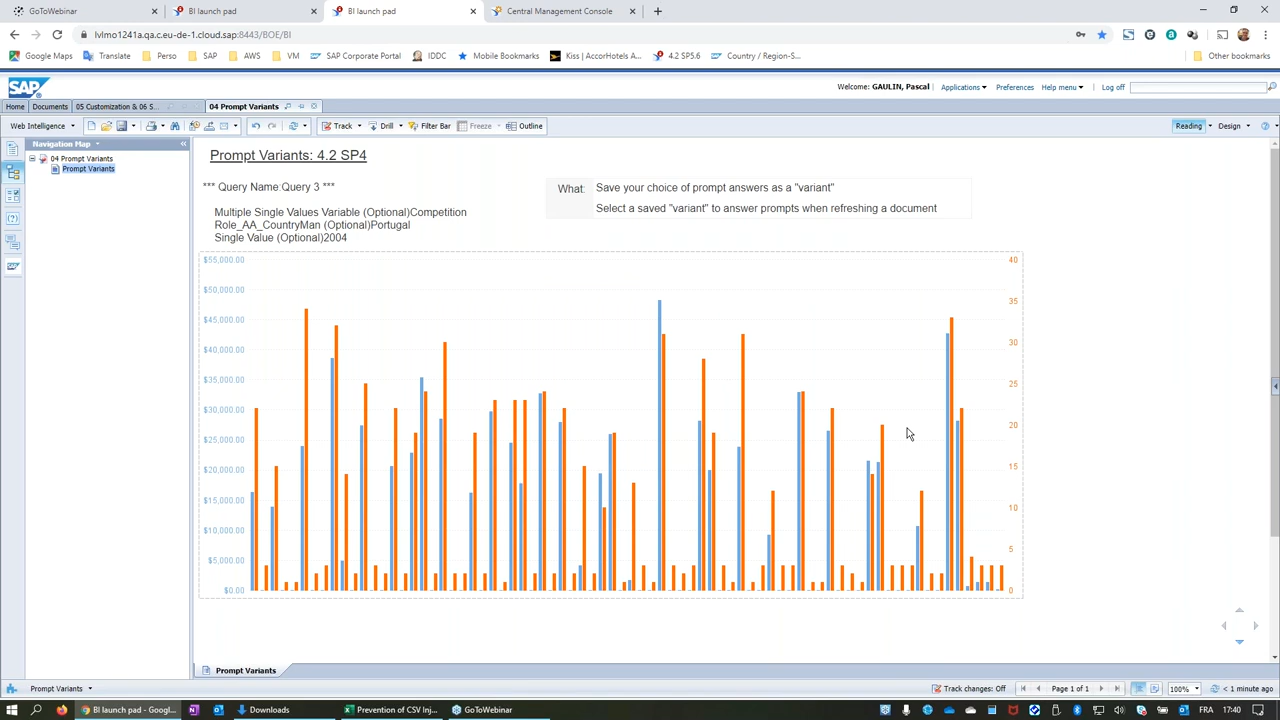 GoToWebinar
BI launch pad
BI launch pad
Central Management Console
lvlmo1241a.qa.c.eu-de-1.cloud.sap:8443/BOE/BI
Google Maps
Translate
Perso
SAP
AWS
VM
SAP Corporate Portal
IDDC
Mobile Bookmarks
Kiss | AccorHotels A...
4.2 SP5.6
Country / Region-S...
Other bookmarks
SAP
Welcome: GAULIN, Pascal
Applications
Preferences
Help menu
Log off
Home
Documents
05 Customization & 06 S...
04 Prompt Variants
Web Intelligence
Track
Drill
Filter Bar
Freeze
Outline
Reading
Design
Navigation Map
04 Prompt Variants
Prompt Variants
Prompt Variants: 4.2 SP4
*** Query Name:Query 3 ***
What: Save your choice of prompt answers as a "variant"
Select a saved "variant" to answer prompts when refreshing a document
Multiple Single Values Variable (Optional)Competition
Role_AA_CountryMan (Optional)Portugal
Single Value (Optional)2004
$55,000.00
$50,000.00
$45,000.00
$40,000.00
$35,000.00
$30,000.00
$25,000.00
$20,000.00
$15,000.00
$10,000.00
$5,000.00
$0.00
40
35
30
25
20
15
10
5
0
Prompt Variants
Prompt Variants
Track changes: Off
Page 1 of 1
100%
< 1 minute ago
BI launch pad - Googl...
Downloads
Prevention of CSV Inj...
GoToWebinar
FRA
17:40